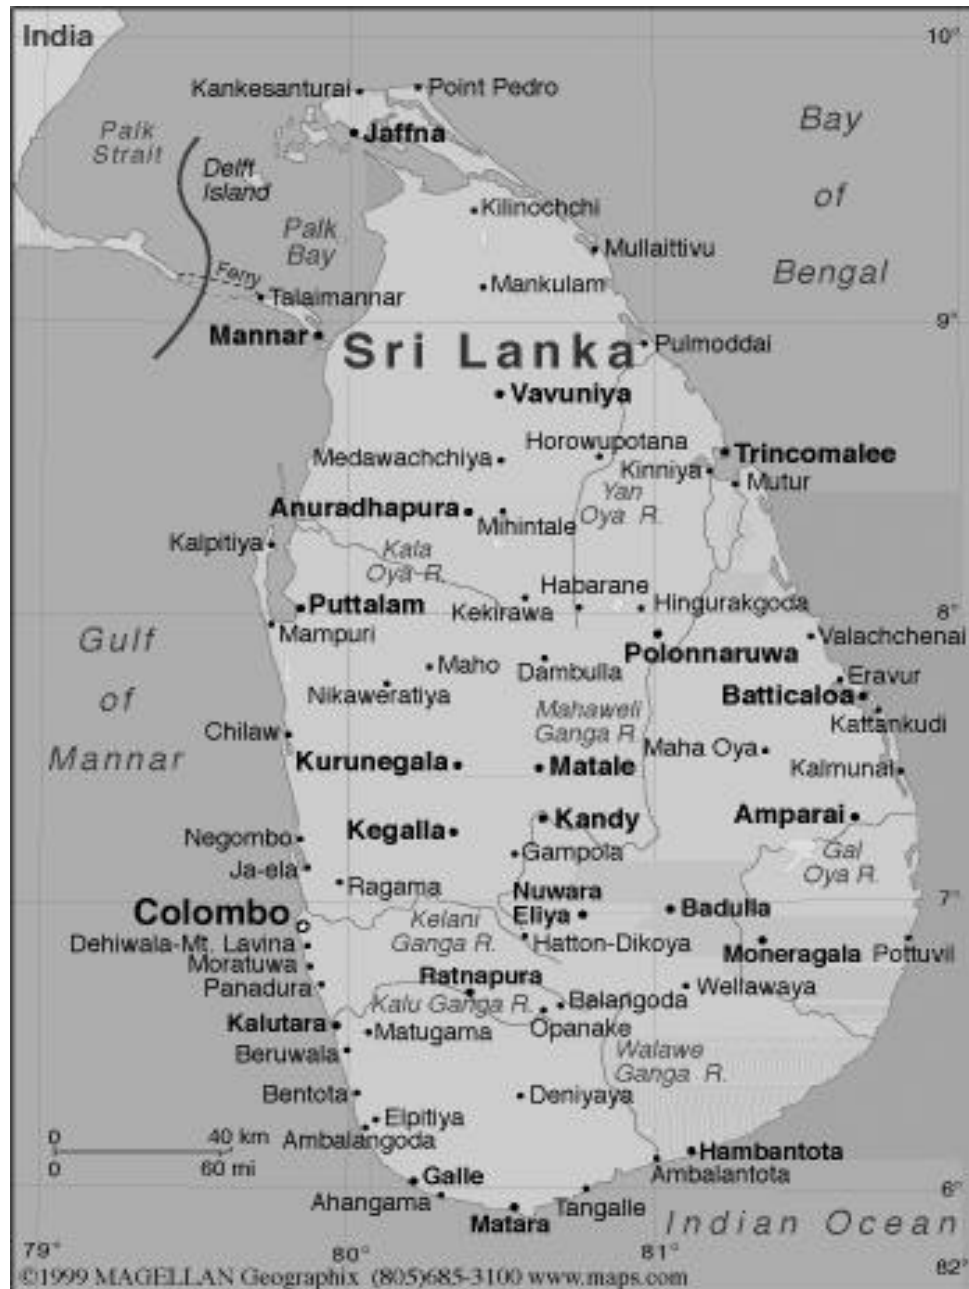 India
10°
Kankesanturai
Point Pedro
Bay
of
Bengal
Palk
Strait
Jaffna
Delft
Island
Kilinochchi
Palk
Bay
Mullaittivu
Ferry
Talaimannar
Mankulam
9°
Mannar
Sri Lanka
Pulmoddai
Vavuniya
Horowupotana
Medawachchiya
Trincomalee
Kinniya
Mutur
Yan
Oya R.
Anuradhapura
Mihintale
Kalpitiya
Kala
Oya R.
Habarane
Puttalam
Kekirawa
Hingurakgoda
8°
Mampuri
Gulf
of
Mannar
Valachchenai
Polonnaruwa
Maho
Dambulla
Eravur
Nikaweratiya
Batticaloa
Mahaweli
Ganga R
Kattankudi
Chilaw
Maha Oya
Kurunegala
Matale
Kalmunai
Kegalla
Kandy
Amparai
Negombo
Gampola
Gal
Oya R.
Ja-ela
Ragama
Nuwara
Eliya
Badulla
7°
Colombo
Kelani
Ganga R.
Dehiwala-Mt. Lavina
Hatton-Dikoya
Moneragala
Pottuvil
Moratuwa
Ratnapura
Panadura
Kalu Ganga R.
Balangoda
Wellawaya
Kalutara
Matugama
Opanake
Beruwala
Walawe
Ganga R.
Bentota
Deniyaya
Elpitiya
Ambalangoda
0 40 km
0 60 mi
Hambantota
Ambalantota
Galle
Ahangama
Matara
Tangalle
6°
Indian Ocean
79° 80° 81° 82°
©1999 MAGELLAN Geographix (805)685-3100 www.maps.com